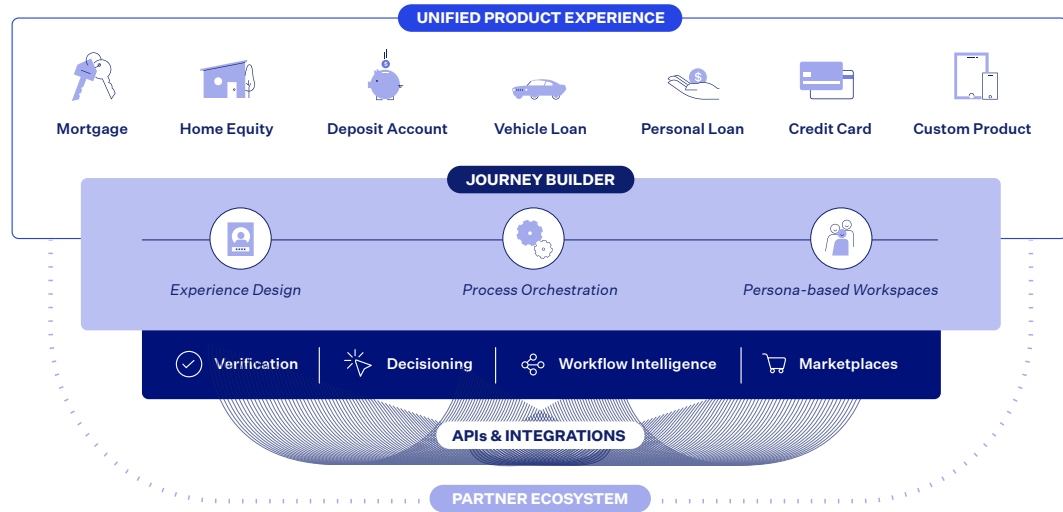 UNIFIED PRODUCT EXPERIENCE
Mortgage
Home Equity
Deposit Account
Vehicle Loan
Personal Loan
Credit Card
Custom Product
JOURNEY BUILDER
Experience Design
Process Orchestration
Persona-based Workspaces
Verification
Decisioning
Workflow Intelligence
Marketplaces
APIs & INTEGRATIONS
PARTNER ECOSYSTEM